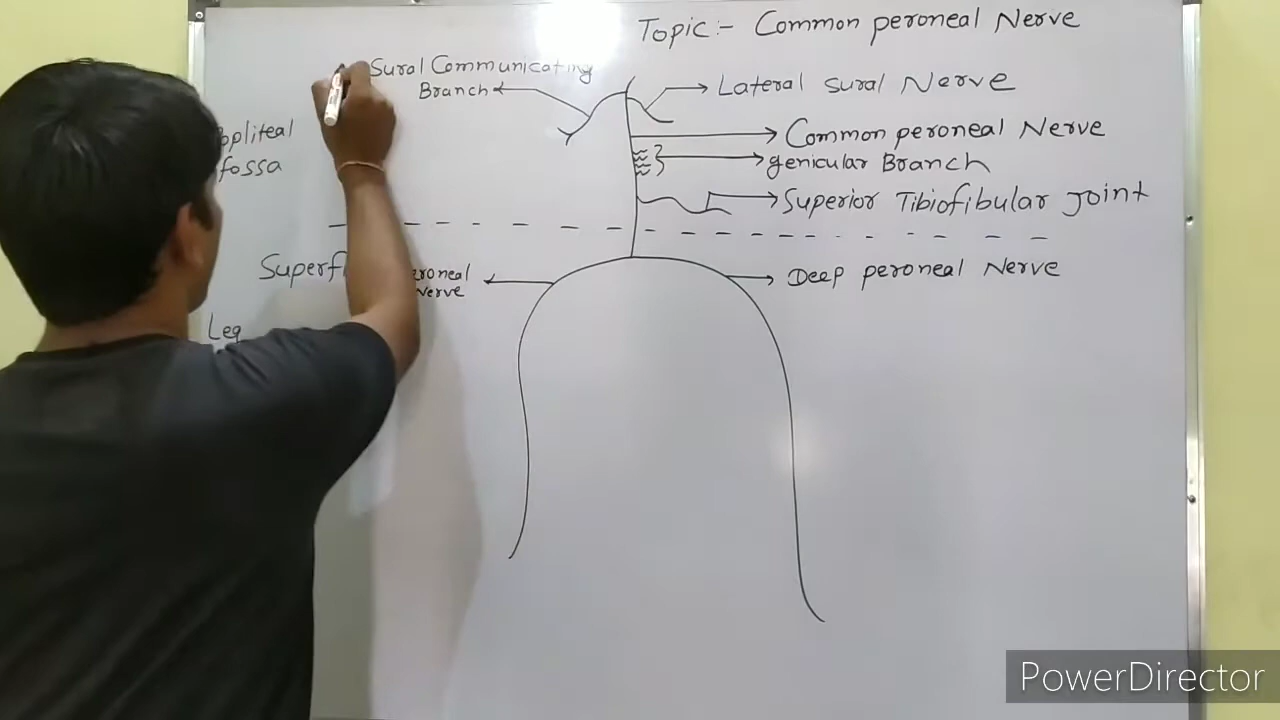 Topic:- Common peroneal Nerve
Sural Communicating
Branch
Lateral sural Nerve
Common peroneal Nerve
genicular Branch
Superior Tibiofibular Joint
fossa
Deep peroneal Nerve
Nerve
Leg
PowerDirector